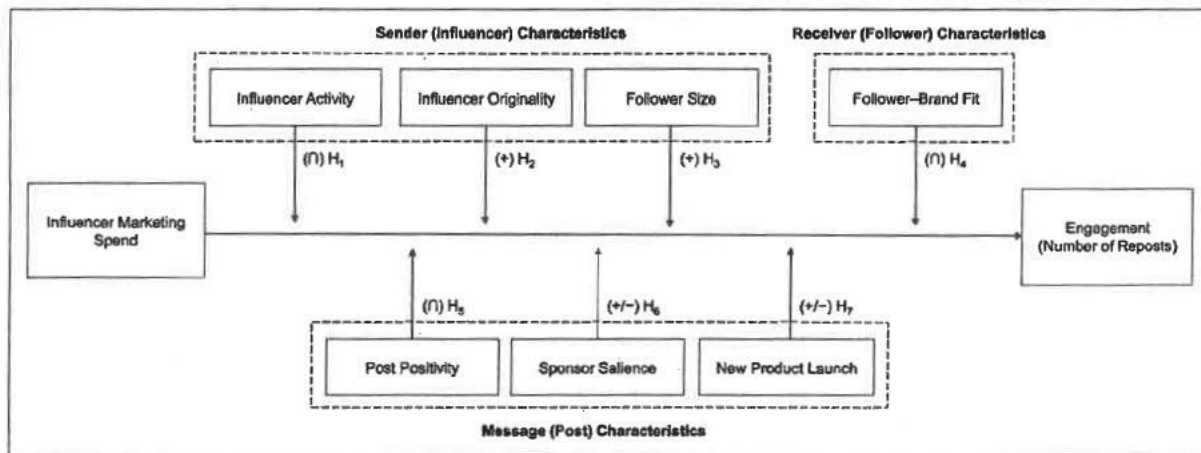 Sender (Influencer) Characteristics
Receiver (Follower) Characteristics
Influencer Activity
Influencer Originality
Follower Size
Follower–Brand Fit
(∩) H₁
(+) H₂
(+) H₃
(∩) H₄
Influencer Marketing
Spend
Engagement
(Number of Reposts)
(∩) H₅
(+/−) H₆
(+/−) H₇
Post Positivity
Sponsor Salience
New Product Launch
Message (Post) Characteristics